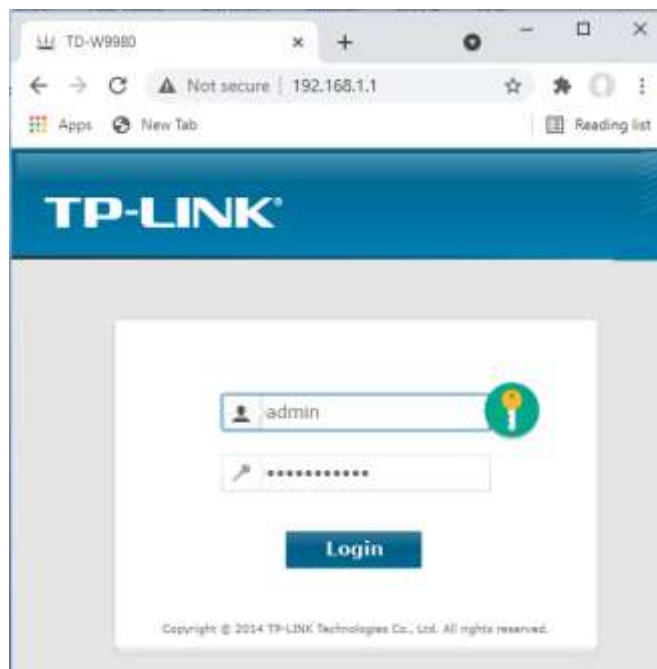 TD-W9980
Not secure | 192.168.1.1
Apps New Tab Reading list
TP-LINK®
admin
•••••••••••
Login
Copyright © 2014 TP-LINK Technologies Co., Ltd. All rights reserved.